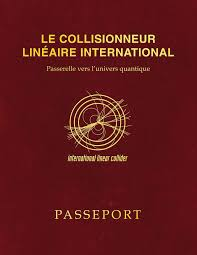 LE COLLISIONNEUR
LINÉAIRE INTERNATIONAL
Passerelle vers l'univers quantique
international linear collider
PASSEPORT